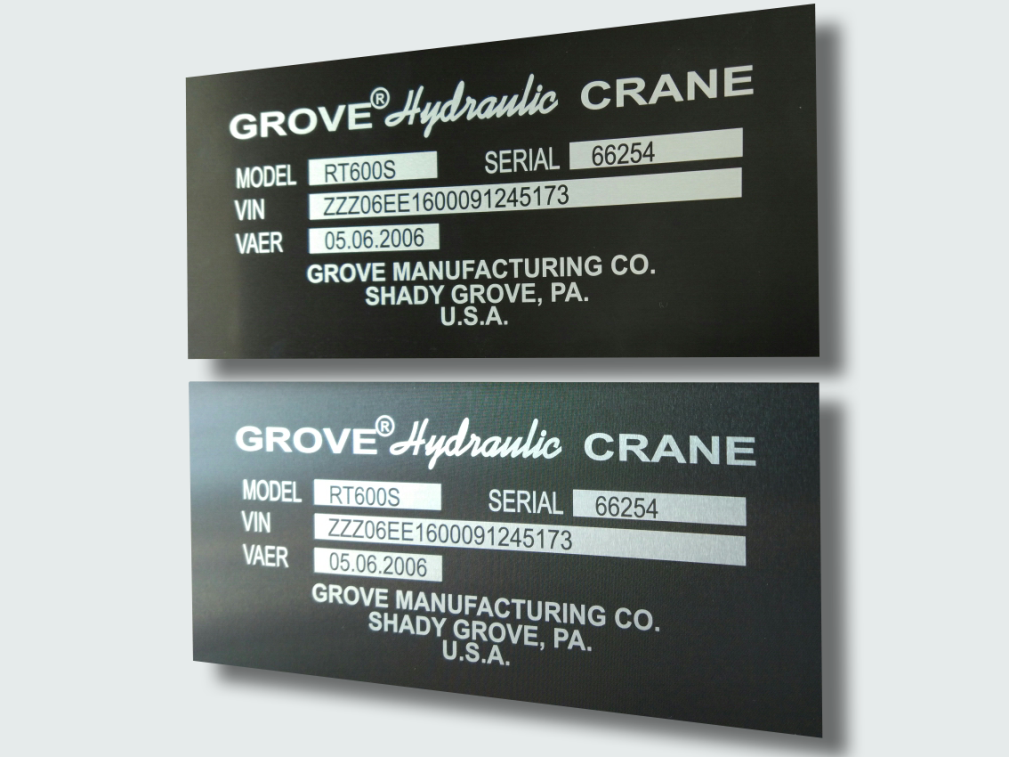 GROVE® Hydraulic CRANE
MODEL RT600S SERIAL 66254
VIN ZZZ06EE1600091245173
VAER 05.06.2006
GROVE MANUFACTURING CO.
SHADY GROVE, PA.
U.S.A.
GROVE® Hydraulic CRANE
MODEL RT600S SERIAL 66254
VIN ZZZ06EE1600091245173
VAER 05.06.2006
GROVE MANUFACTURING CO.
SHADY GROVE, PA.
U.S.A.